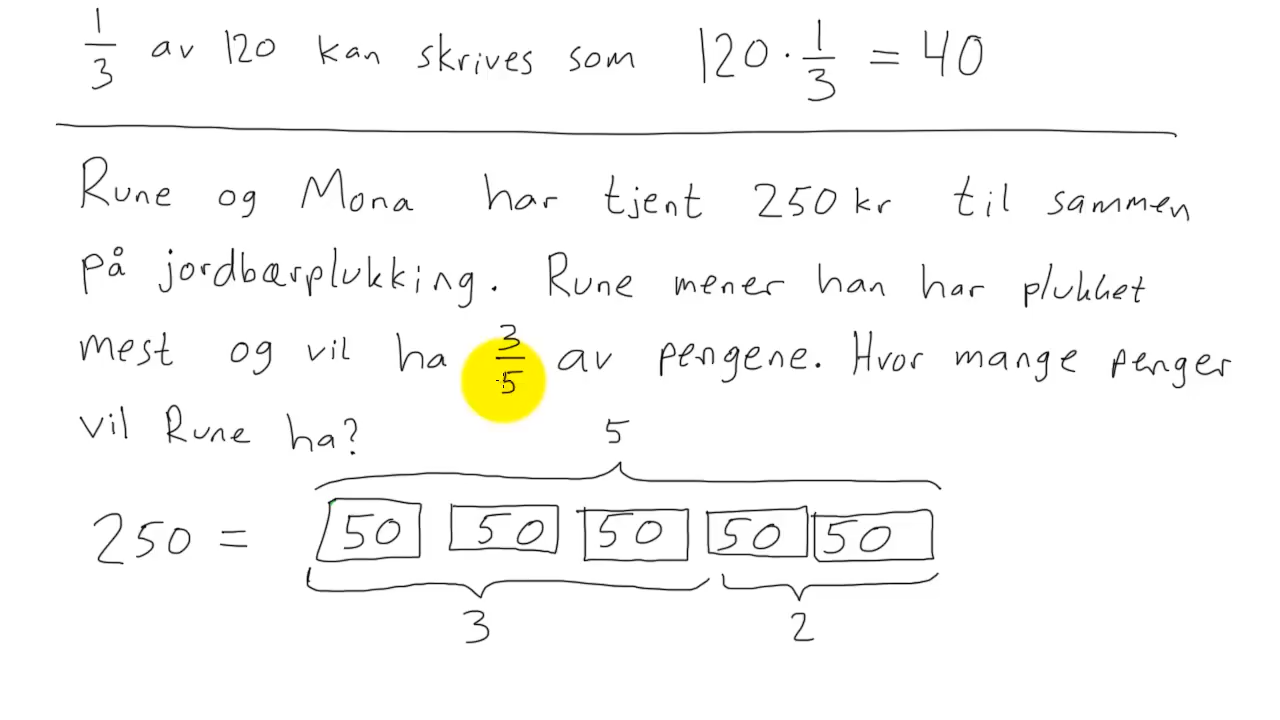 1/3 av 120 kan skrives som 120 · 1/3 = 40
Rune og Mona har tjent 250 kr til sammen
på jordbærplukking. Rune mener han har plukket
mest og vil ha 3/5 av pengene. Hvor mange penger
vil Rune ha?
5
250 = 50 50 50 50 50
3 2